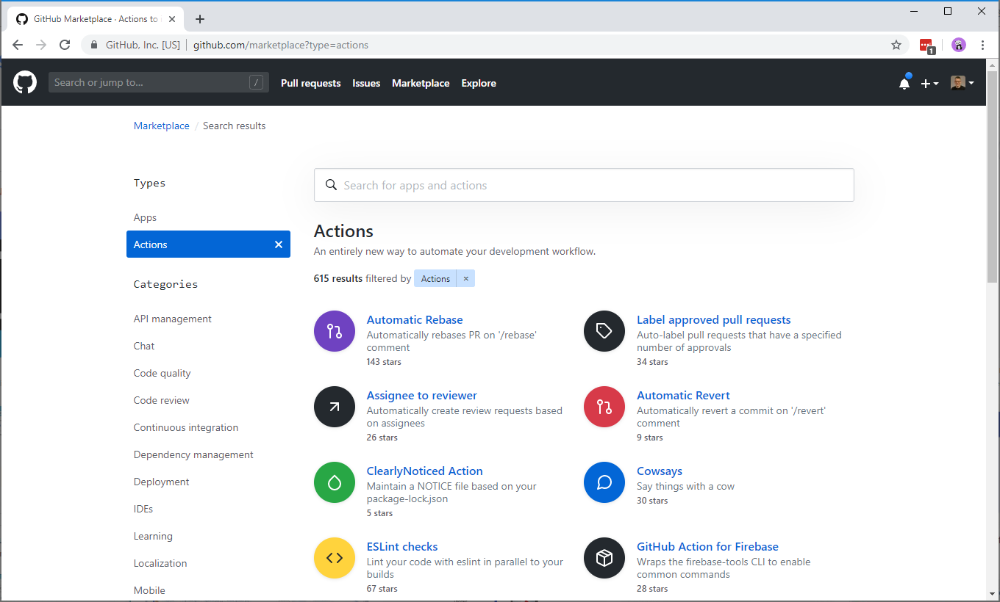 GitHub Marketplace · Actions to
GitHub, Inc. [US] github.com/marketplace?type=actions
1
Search or jump to... /
Pull requests Issues Marketplace Explore
Marketplace / Search results
Types
Apps
Actions
Categories
API management
Chat
Code quality
Code review
Continuous integration
Dependency management
Deployment
IDEs
Learning
Localization
Mobile
Search for apps and actions
Actions
An entirely new way to automate your development workflow.
615 results filtered by Actions ×
Automatic Rebase
Automatically rebases PR on '/rebase'
comment
143 stars
Label approved pull requests
Auto-label pull requests that have a specified
number of approvals
34 stars
Assignee to reviewer
Automatically create review requests based
on assignees
26 stars
Automatic Revert
Automatically revert a commit on '/revert'
comment
9 stars
ClearlyNoticed Action
Maintain a NOTICE file based on your
package-lock.json
5 stars
Cowsays
Say things with a cow
30 stars
ESLint checks
Lint your code with eslint in parallel to your
builds
67 stars
GitHub Action for Firebase
Wraps the firebase-tools CLI to enable
common commands
28 stars